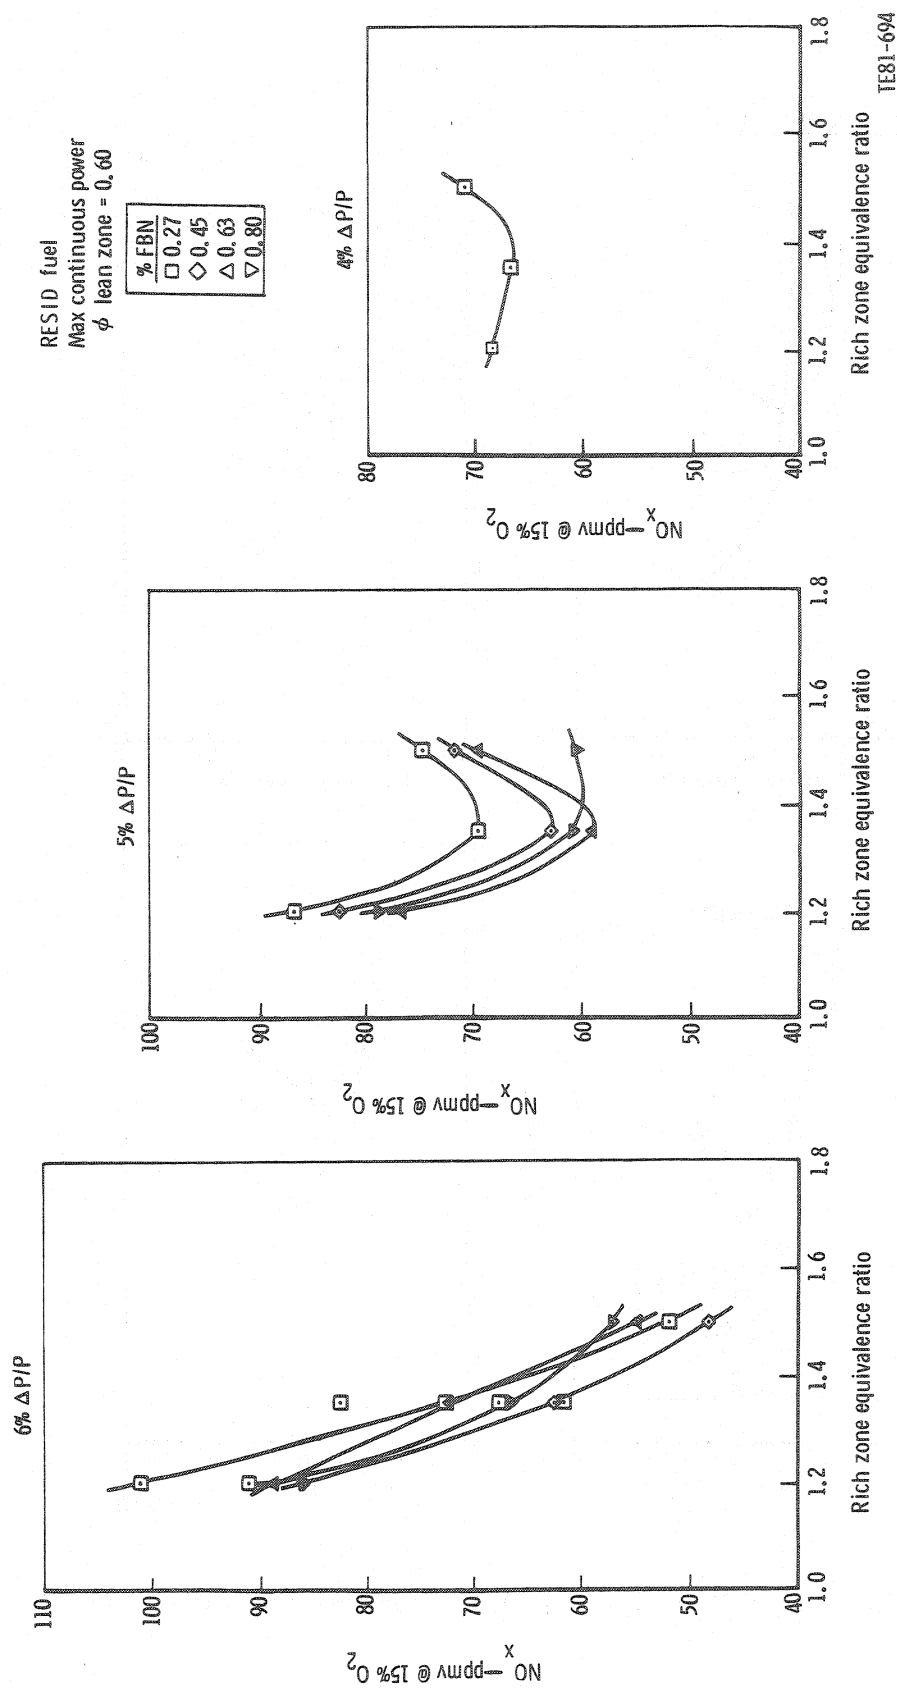 RESID fuel
Max continuous power
ϕ lean zone = 0.60
% FBN
0.27
0.45
0.63
0.80
6% ΔP/P
110
100
90
80
70
60
50
40
NOx—ppmv @ 15% O2
1.0
1.2
1.4
1.6
1.8
Rich zone equivalence ratio
5% ΔP/P
100
90
80
70
60
50
40
NOx—ppmv @ 15% O2
1.0
1.2
1.4
1.6
1.8
Rich zone equivalence ratio
4% ΔP/P
80
70
60
50
40
NOx—ppmv @ 15% O2
1.0
1.2
1.4
1.6
1.8
Rich zone equivalence ratio
TE81-694